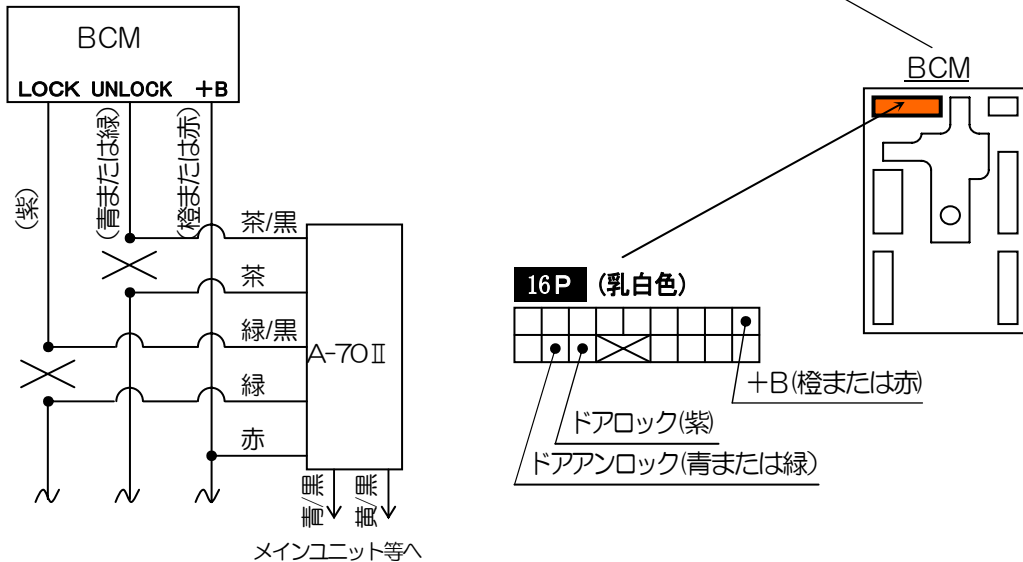 BCM
LOCK UNLOCK +B
(紫)
(青または緑)
(橙または赤)
茶/黒
茶
緑/黒
A-70Ⅱ
緑
赤
青/黒
黄/黒
メインユニット等へ
BCM
16P (乳白色)
+B(橙または赤)
ドアロック(紫)
ドアアンロック(青または緑)